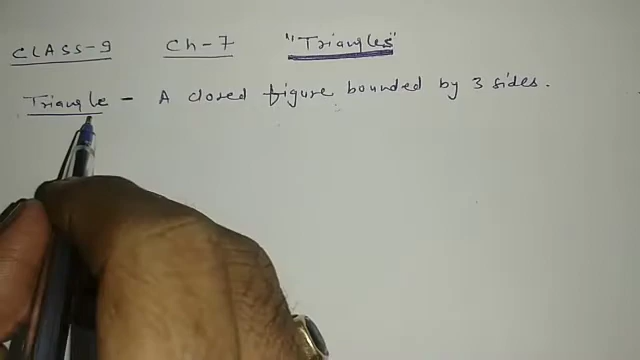 CLASS-9 Ch-7 "Triangles"
Triangle - A closed figure bounded by 3 sides.